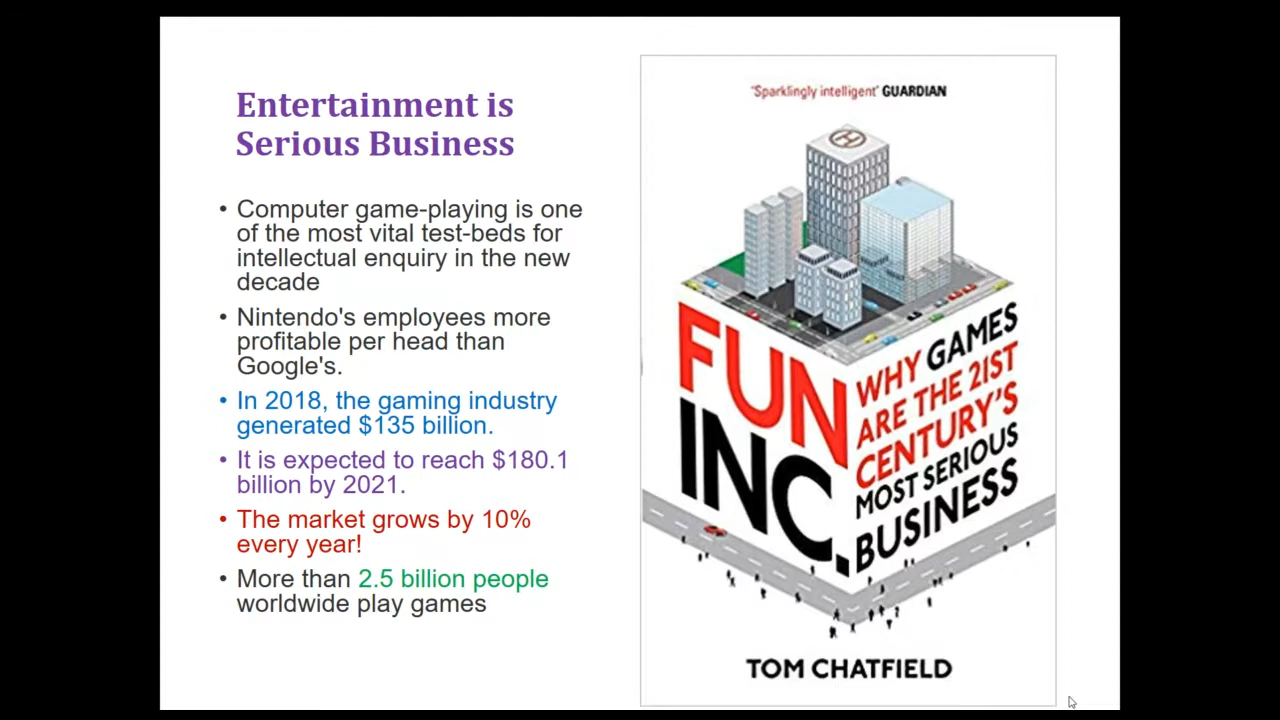 Entertainment is
Serious Business
• Computer game-playing is one
of the most vital test-beds for
intellectual enquiry in the new
decade
• Nintendo's employees more
profitable per head than
Google's.
• In 2018, the gaming industry
generated $135 billion.
• It is expected to reach $180.1
billion by 2021.
• The market grows by 10%
every year!
• More than 2.5 billion people
worldwide play games
'Sparklingly intelligent' GUARDIAN
H
FUN
INC.
WHY GAMES
ARE THE 21ST
CENTURY'S
MOST SERIOUS
BUSINESS
TOM CHATFIELD